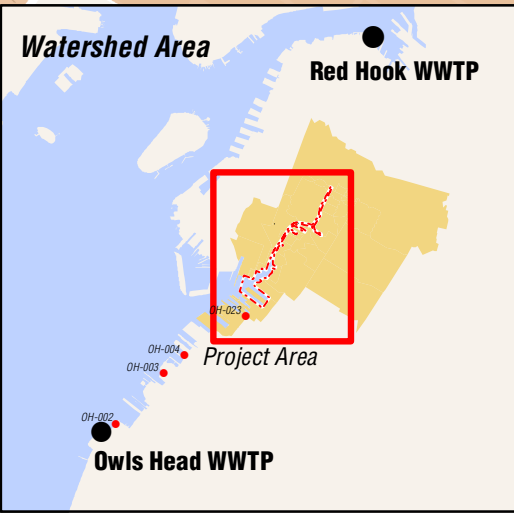 Watershed Area
Red Hook WWTP
OH-023
OH-004
Project Area
OH-003
OH-002
Owls Head WWTP